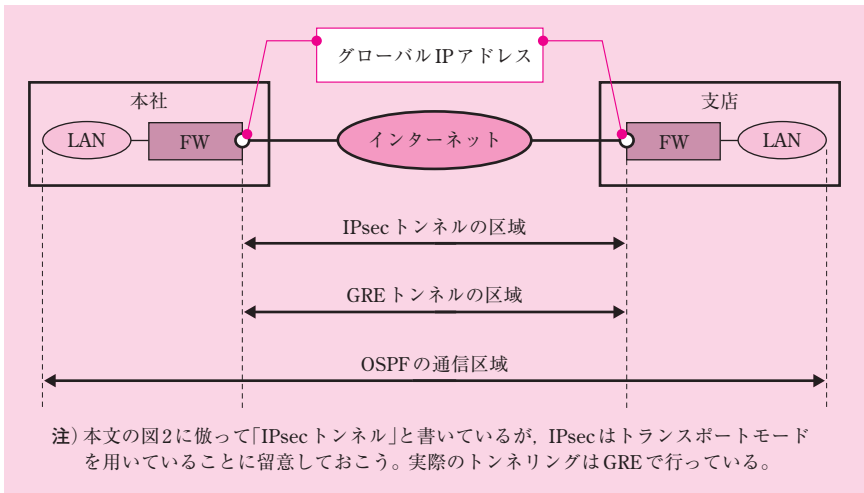 グローバルIPアドレス
本社
支店
LAN
FW
インターネット
FW
LAN
IPsecトンネルの区域
GREトンネルの区域
OSPFの通信区域
注)本文の図2に倣って「IPsecトンネル」と書いているが,IPsecはトランスポートモード
を用いていることに留意しておこう。実際のトンネリングはGREで行っている。